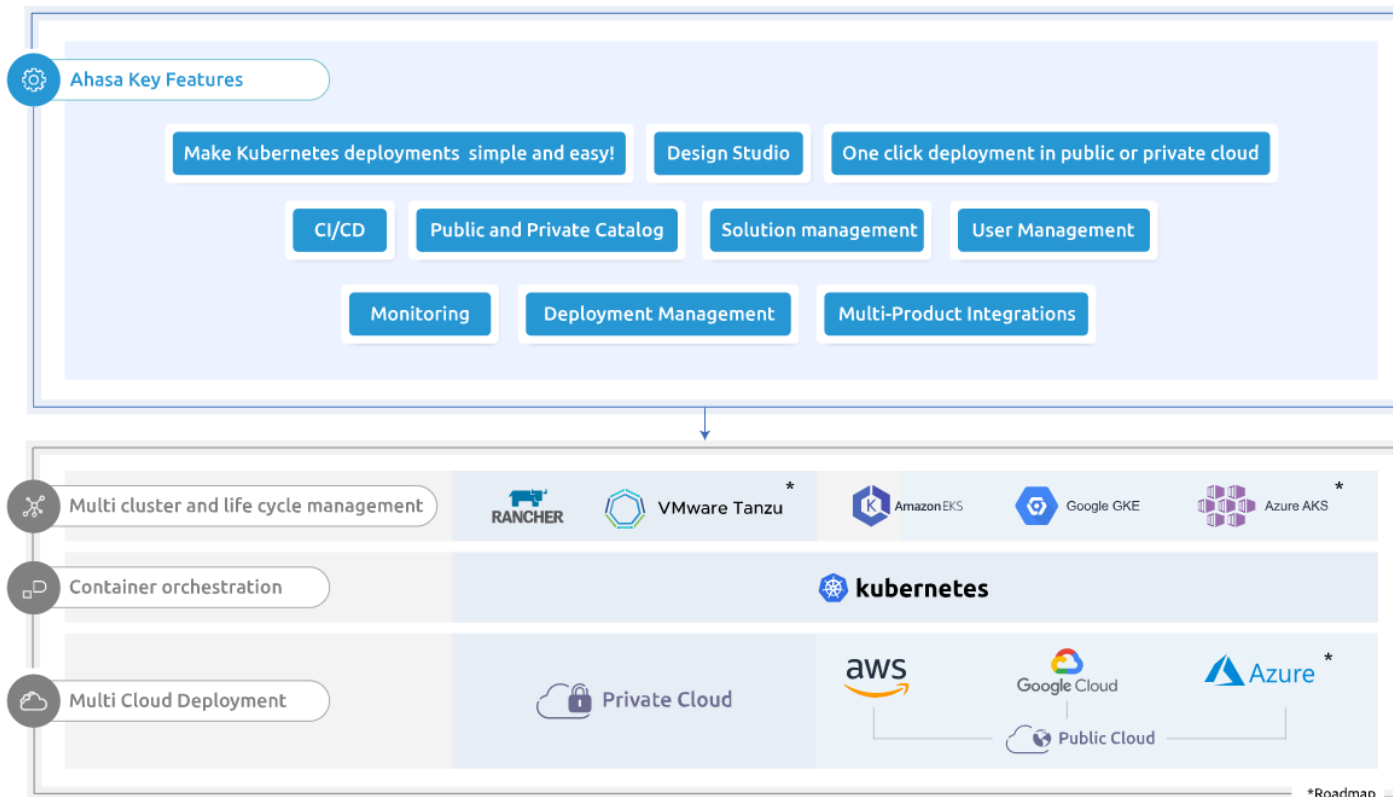 Ahasa Key Features
Make Kubernetes deployments simple and easy!
Design Studio
One click deployment in public or private cloud
CI/CD
Public and Private Catalog
Solution management
User Management
Monitoring
Deployment Management
Multi-Product Integrations
Multi cluster and life cycle management
RANCHER
VMware Tanzu *
Amazon EKS
Google GKE
Azure AKS *
Container orchestration
kubernetes
Multi Cloud Deployment
Private Cloud
aws
Google Cloud
Azure *
Public Cloud
*Roadmap